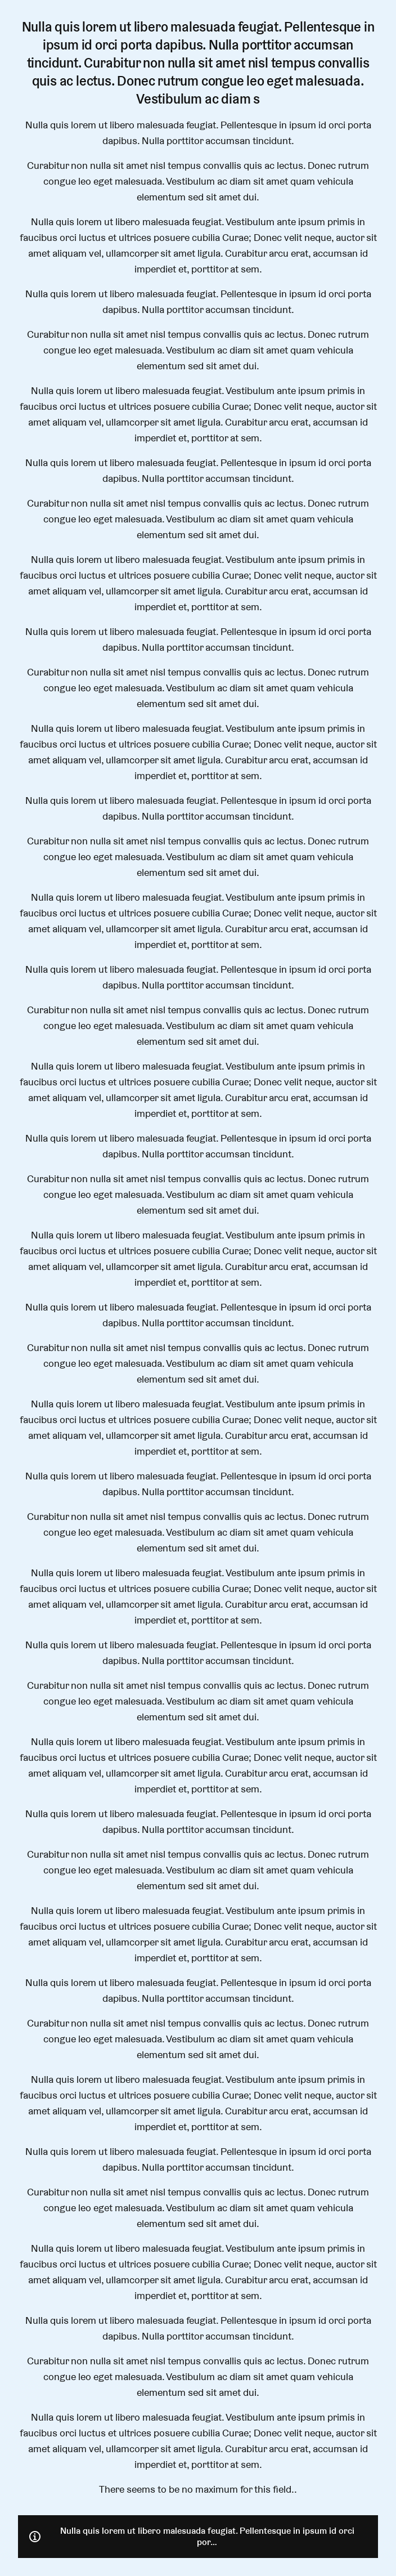 Nulla quis lorem ut libero malesuada feugiat. Pellentesque in
ipsum id orci porta dapibus. Nulla porttitor accumsan
tincidunt. Curabitur non nulla sit amet nisl tempus convallis
quis ac lectus. Donec rutrum congue leo eget malesuada.
Vestibulum ac diam s
Nulla quis lorem ut libero malesuada feugiat. Pellentesque in ipsum id orci porta
dapibus. Nulla porttitor accumsan tincidunt.
Curabitur non nulla sit amet nisl tempus convallis quis ac lectus. Donec rutrum
congue leo eget malesuada. Vestibulum ac diam sit amet quam vehicula
elementum sed sit amet dui.
Nulla quis lorem ut libero malesuada feugiat. Vestibulum ante ipsum primis in
faucibus orci luctus et ultrices posuere cubilia Curae; Donec velit neque, auctor sit
amet aliquam vel, ullamcorper sit amet ligula. Curabitur arcu erat, accumsan id
imperdiet et, porttitor at sem.
Nulla quis lorem ut libero malesuada feugiat. Pellentesque in ipsum id orci porta
dapibus. Nulla porttitor accumsan tincidunt.
Curabitur non nulla sit amet nisl tempus convallis quis ac lectus. Donec rutrum
congue leo eget malesuada. Vestibulum ac diam sit amet quam vehicula
elementum sed sit amet dui.
Nulla quis lorem ut libero malesuada feugiat. Vestibulum ante ipsum primis in
faucibus orci luctus et ultrices posuere cubilia Curae; Donec velit neque, auctor sit
amet aliquam vel, ullamcorper sit amet ligula. Curabitur arcu erat, accumsan id
imperdiet et, porttitor at sem.
Nulla quis lorem ut libero malesuada feugiat. Pellentesque in ipsum id orci porta
dapibus. Nulla porttitor accumsan tincidunt.
Curabitur non nulla sit amet nisl tempus convallis quis ac lectus. Donec rutrum
congue leo eget malesuada. Vestibulum ac diam sit amet quam vehicula
elementum sed sit amet dui.
Nulla quis lorem ut libero malesuada feugiat. Vestibulum ante ipsum primis in
faucibus orci luctus et ultrices posuere cubilia Curae; Donec velit neque, auctor sit
amet aliquam vel, ullamcorper sit amet ligula. Curabitur arcu erat, accumsan id
imperdiet et, porttitor at sem.
Nulla quis lorem ut libero malesuada feugiat. Pellentesque in ipsum id orci porta
dapibus. Nulla porttitor accumsan tincidunt.
Curabitur non nulla sit amet nisl tempus convallis quis ac lectus. Donec rutrum
congue leo eget malesuada. Vestibulum ac diam sit amet quam vehicula
elementum sed sit amet dui.
Nulla quis lorem ut libero malesuada feugiat. Vestibulum ante ipsum primis in
faucibus orci luctus et ultrices posuere cubilia Curae; Donec velit neque, auctor sit
amet aliquam vel, ullamcorper sit amet ligula. Curabitur arcu erat, accumsan id
imperdiet et, porttitor at sem.
Nulla quis lorem ut libero malesuada feugiat. Pellentesque in ipsum id orci porta
dapibus. Nulla porttitor accumsan tincidunt.
Curabitur non nulla sit amet nisl tempus convallis quis ac lectus. Donec rutrum
congue leo eget malesuada. Vestibulum ac diam sit amet quam vehicula
elementum sed sit amet dui.
Nulla quis lorem ut libero malesuada feugiat. Vestibulum ante ipsum primis in
faucibus orci luctus et ultrices posuere cubilia Curae; Donec velit neque, auctor sit
amet aliquam vel, ullamcorper sit amet ligula. Curabitur arcu erat, accumsan id
imperdiet et, porttitor at sem.
Nulla quis lorem ut libero malesuada feugiat. Pellentesque in ipsum id orci porta
dapibus. Nulla porttitor accumsan tincidunt.
Curabitur non nulla sit amet nisl tempus convallis quis ac lectus. Donec rutrum
congue leo eget malesuada. Vestibulum ac diam sit amet quam vehicula
elementum sed sit amet dui.
Nulla quis lorem ut libero malesuada feugiat. Vestibulum ante ipsum primis in
faucibus orci luctus et ultrices posuere cubilia Curae; Donec velit neque, auctor sit
amet aliquam vel, ullamcorper sit amet ligula. Curabitur arcu erat, accumsan id
imperdiet et, porttitor at sem.
Nulla quis lorem ut libero malesuada feugiat. Pellentesque in ipsum id orci porta
dapibus. Nulla porttitor accumsan tincidunt.
Curabitur non nulla sit amet nisl tempus convallis quis ac lectus. Donec rutrum
congue leo eget malesuada. Vestibulum ac diam sit amet quam vehicula
elementum sed sit amet dui.
Nulla quis lorem ut libero malesuada feugiat. Vestibulum ante ipsum primis in
faucibus orci luctus et ultrices posuere cubilia Curae; Donec velit neque, auctor sit
amet aliquam vel, ullamcorper sit amet ligula. Curabitur arcu erat, accumsan id
imperdiet et, porttitor at sem.
Nulla quis lorem ut libero malesuada feugiat. Pellentesque in ipsum id orci porta
dapibus. Nulla porttitor accumsan tincidunt.
Curabitur non nulla sit amet nisl tempus convallis quis ac lectus. Donec rutrum
congue leo eget malesuada. Vestibulum ac diam sit amet quam vehicula
elementum sed sit amet dui.
Nulla quis lorem ut libero malesuada feugiat. Vestibulum ante ipsum primis in
faucibus orci luctus et ultrices posuere cubilia Curae; Donec velit neque, auctor sit
amet aliquam vel, ullamcorper sit amet ligula. Curabitur arcu erat, accumsan id
imperdiet et, porttitor at sem.
Nulla quis lorem ut libero malesuada feugiat. Pellentesque in ipsum id orci porta
dapibus. Nulla porttitor accumsan tincidunt.
Curabitur non nulla sit amet nisl tempus convallis quis ac lectus. Donec rutrum
congue leo eget malesuada. Vestibulum ac diam sit amet quam vehicula
elementum sed sit amet dui.
Nulla quis lorem ut libero malesuada feugiat. Vestibulum ante ipsum primis in
faucibus orci luctus et ultrices posuere cubilia Curae; Donec velit neque, auctor sit
amet aliquam vel, ullamcorper sit amet ligula. Curabitur arcu erat, accumsan id
imperdiet et, porttitor at sem.
Nulla quis lorem ut libero malesuada feugiat. Pellentesque in ipsum id orci porta
dapibus. Nulla porttitor accumsan tincidunt.
Curabitur non nulla sit amet nisl tempus convallis quis ac lectus. Donec rutrum
congue leo eget malesuada. Vestibulum ac diam sit amet quam vehicula
elementum sed sit amet dui.
Nulla quis lorem ut libero malesuada feugiat. Vestibulum ante ipsum primis in
faucibus orci luctus et ultrices posuere cubilia Curae; Donec velit neque, auctor sit
amet aliquam vel, ullamcorper sit amet ligula. Curabitur arcu erat, accumsan id
imperdiet et, porttitor at sem.
Nulla quis lorem ut libero malesuada feugiat. Pellentesque in ipsum id orci porta
dapibus. Nulla porttitor accumsan tincidunt.
Curabitur non nulla sit amet nisl tempus convallis quis ac lectus. Donec rutrum
congue leo eget malesuada. Vestibulum ac diam sit amet quam vehicula
elementum sed sit amet dui.
Nulla quis lorem ut libero malesuada feugiat. Vestibulum ante ipsum primis in
faucibus orci luctus et ultrices posuere cubilia Curae; Donec velit neque, auctor sit
amet aliquam vel, ullamcorper sit amet ligula. Curabitur arcu erat, accumsan id
imperdiet et, porttitor at sem.
Nulla quis lorem ut libero malesuada feugiat. Pellentesque in ipsum id orci porta
dapibus. Nulla porttitor accumsan tincidunt.
Curabitur non nulla sit amet nisl tempus convallis quis ac lectus. Donec rutrum
congue leo eget malesuada. Vestibulum ac diam sit amet quam vehicula
elementum sed sit amet dui.
Nulla quis lorem ut libero malesuada feugiat. Vestibulum ante ipsum primis in
faucibus orci luctus et ultrices posuere cubilia Curae; Donec velit neque, auctor sit
amet aliquam vel, ullamcorper sit amet ligula. Curabitur arcu erat, accumsan id
imperdiet et, porttitor at sem.
Nulla quis lorem ut libero malesuada feugiat. Pellentesque in ipsum id orci porta
dapibus. Nulla porttitor accumsan tincidunt.
Curabitur non nulla sit amet nisl tempus convallis quis ac lectus. Donec rutrum
congue leo eget malesuada. Vestibulum ac diam sit amet quam vehicula
elementum sed sit amet dui.
Nulla quis lorem ut libero malesuada feugiat. Vestibulum ante ipsum primis in
faucibus orci luctus et ultrices posuere cubilia Curae; Donec velit neque, auctor sit
amet aliquam vel, ullamcorper sit amet ligula. Curabitur arcu erat, accumsan id
imperdiet et, porttitor at sem.
Nulla quis lorem ut libero malesuada feugiat. Pellentesque in ipsum id orci porta
dapibus. Nulla porttitor accumsan tincidunt.
Curabitur non nulla sit amet nisl tempus convallis quis ac lectus. Donec rutrum
congue leo eget malesuada. Vestibulum ac diam sit amet quam vehicula
elementum sed sit amet dui.
Nulla quis lorem ut libero malesuada feugiat. Vestibulum ante ipsum primis in
faucibus orci luctus et ultrices posuere cubilia Curae; Donec velit neque, auctor sit
amet aliquam vel, ullamcorper sit amet ligula. Curabitur arcu erat, accumsan id
imperdiet et, porttitor at sem.
There seems to be no maximum for this field..
Nulla quis lorem ut libero malesuada feugiat. Pellentesque in ipsum id orci
por...